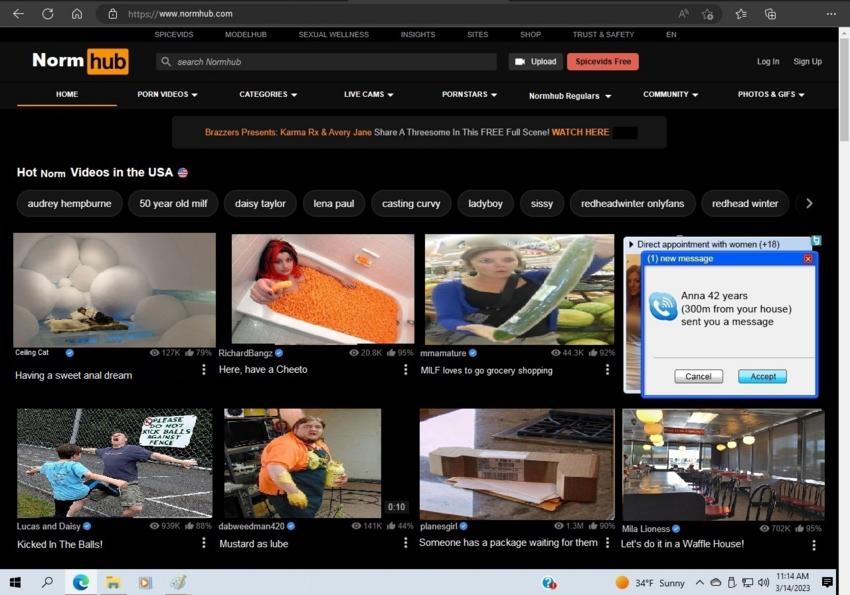 https://www.normhub.com
SPICEVIDS MODELHUB SEXUAL WELLNESS INSIGHTS SITES SHOP TRUST & SAFETY EN
Norm hub search Normhub Upload Spicevids Free Log In Sign Up
HOME PORN VIDEOS CATEGORIES LIVE CAMS PORNSTARS Normhub Regulars COMMUNITY PHOTOS & GIFS
Brazzers Presents: Karma Rx & Avery Jane Share A Threesome In This FREE Full Scene! WATCH HERE
Hot Norm Videos in the USA
audrey hempburne 50 year old milf daisy taylor lena paul casting curvy ladyboy sissy redheadwinter onlyfans redhead winter
Direct appointment with women (+18)
(1) new message
Anna 42 years
(300m from your house)
sent you a message
Cancel Accept
Ceiling Cat 127K 79% RichardBangz 20.8K 95% mmamature 44.3K 92%
Having a sweet anal dream Here, have a Cheeto MILF loves to go grocery shopping
PLEASE
DO NOT
KICK BALLS
AGAINST
FENCE
0:10
Lucas and Daisy 939K 88% dabweedman420 141K 44% planesgirl 1.3M 90% Mila Lioness 702K 95%
Kicked In The Balls! Mustard as lube Someone has a package waiting for them Let's do it in a Waffle House!
34°F Sunny 11:14 AM
3/14/2023